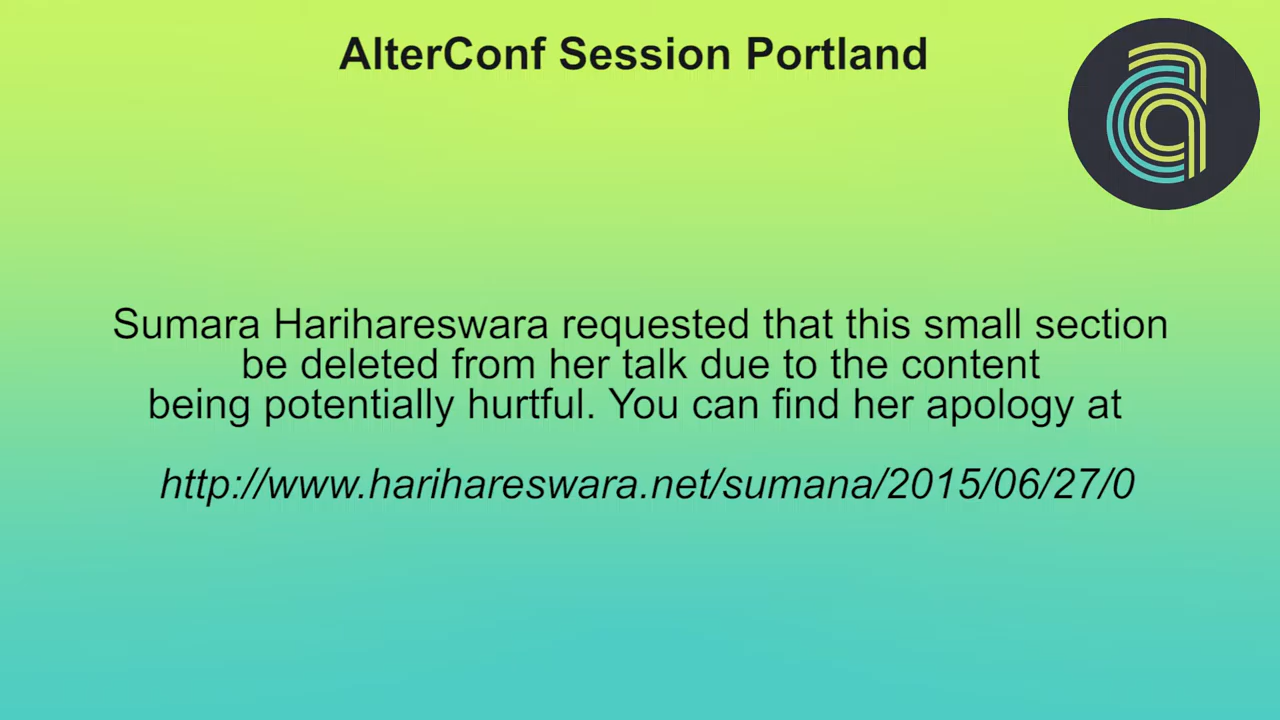 AlterConf Session Portland
Sumara Harihareswara requested that this small section
be deleted from her talk due to the content
being potentially hurtful. You can find her apology at
http://www.harihareswara.net/sumana/2015/06/27/0